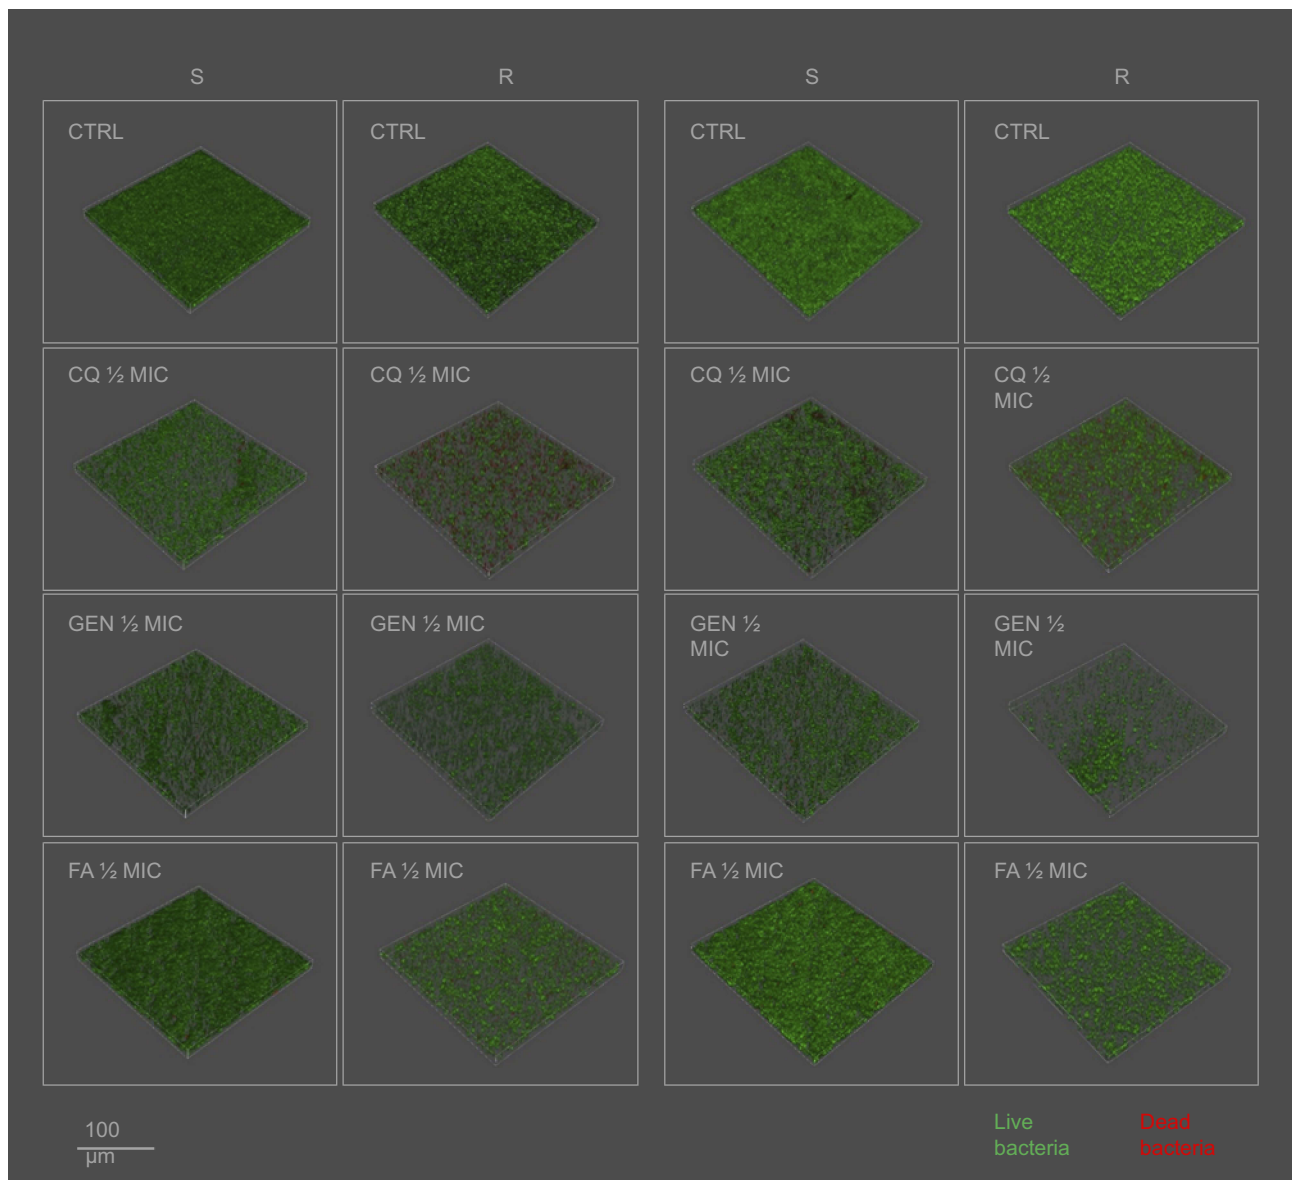 S R S R
CTRL CTRL CTRL CTRL
CQ ½ MIC CQ ½ MIC CQ ½ MIC CQ ½
MIC
GEN ½ MIC GEN ½ MIC GEN ½ GEN ½
MIC MIC
FA ½ MIC FA ½ MIC FA ½ MIC FA ½ MIC
100
µm
Live
bacteria
Dead
bacteria